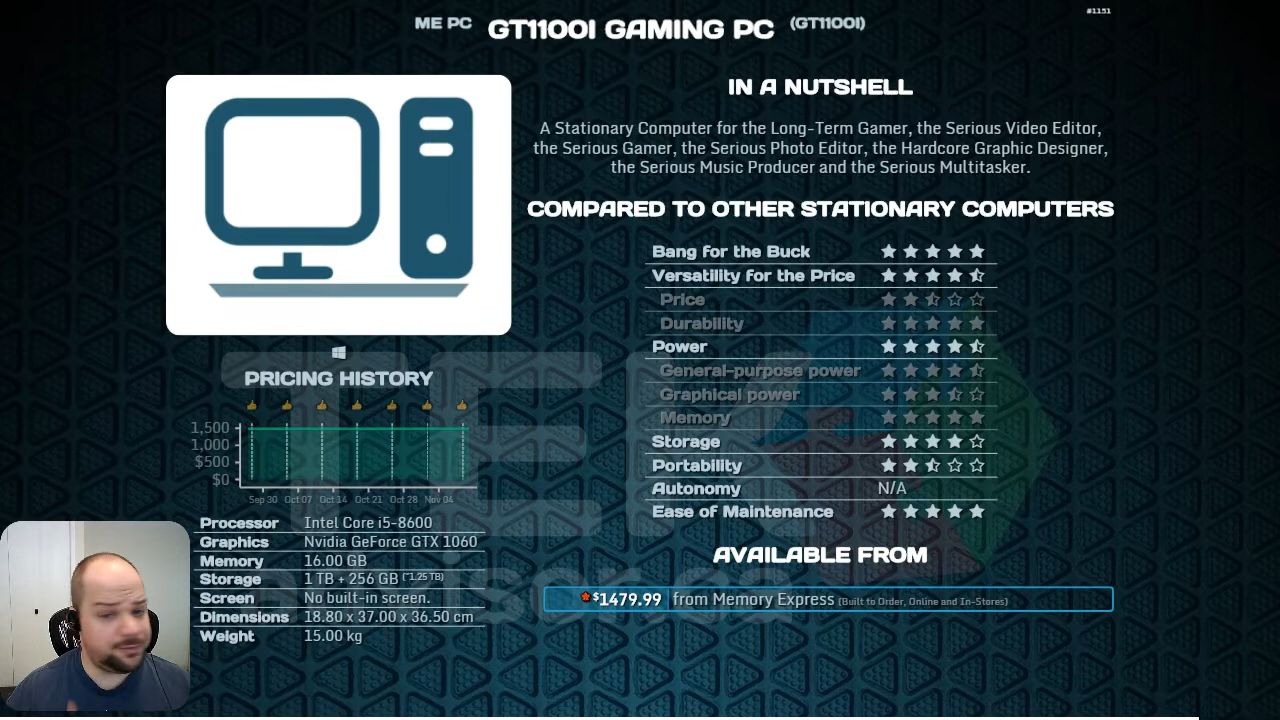 #1151
ME PC GT1100I GAMING PC (GT1100I)
IN A NUTSHELL
A Stationary Computer for the Long-Term Gamer, the Serious Video Editor,
the Serious Gamer, the Serious Photo Editor, the Hardcore Graphic Designer,
the Serious Music Producer and the Serious Multitasker.
COMPARED TO OTHER STATIONARY COMPUTERS
Bang for the Buck
Versatility for the Price
Price
Durability
Power
General-purpose power
Graphical power
Memory
Storage
Portability
Autonomy N/A
Ease of Maintenance
PRICING HISTORY
1,500
1,000
$500
$0
Sep 30 Oct 07 Oct 14 Oct 21 Oct 28 Nov 04
Processor Intel Core i5-8600
Graphics Nvidia GeForce GTX 1060
Memory 16.00 GB
Storage 1 TB + 256 GB (~1.25 TB)
Screen No built-in screen.
Dimensions 18.80 x 37.00 x 36.50 cm
Weight 15.00 kg
AVAILABLE FROM
$1479.99 from Memory Express (Built to Order, Online and In-Stores)